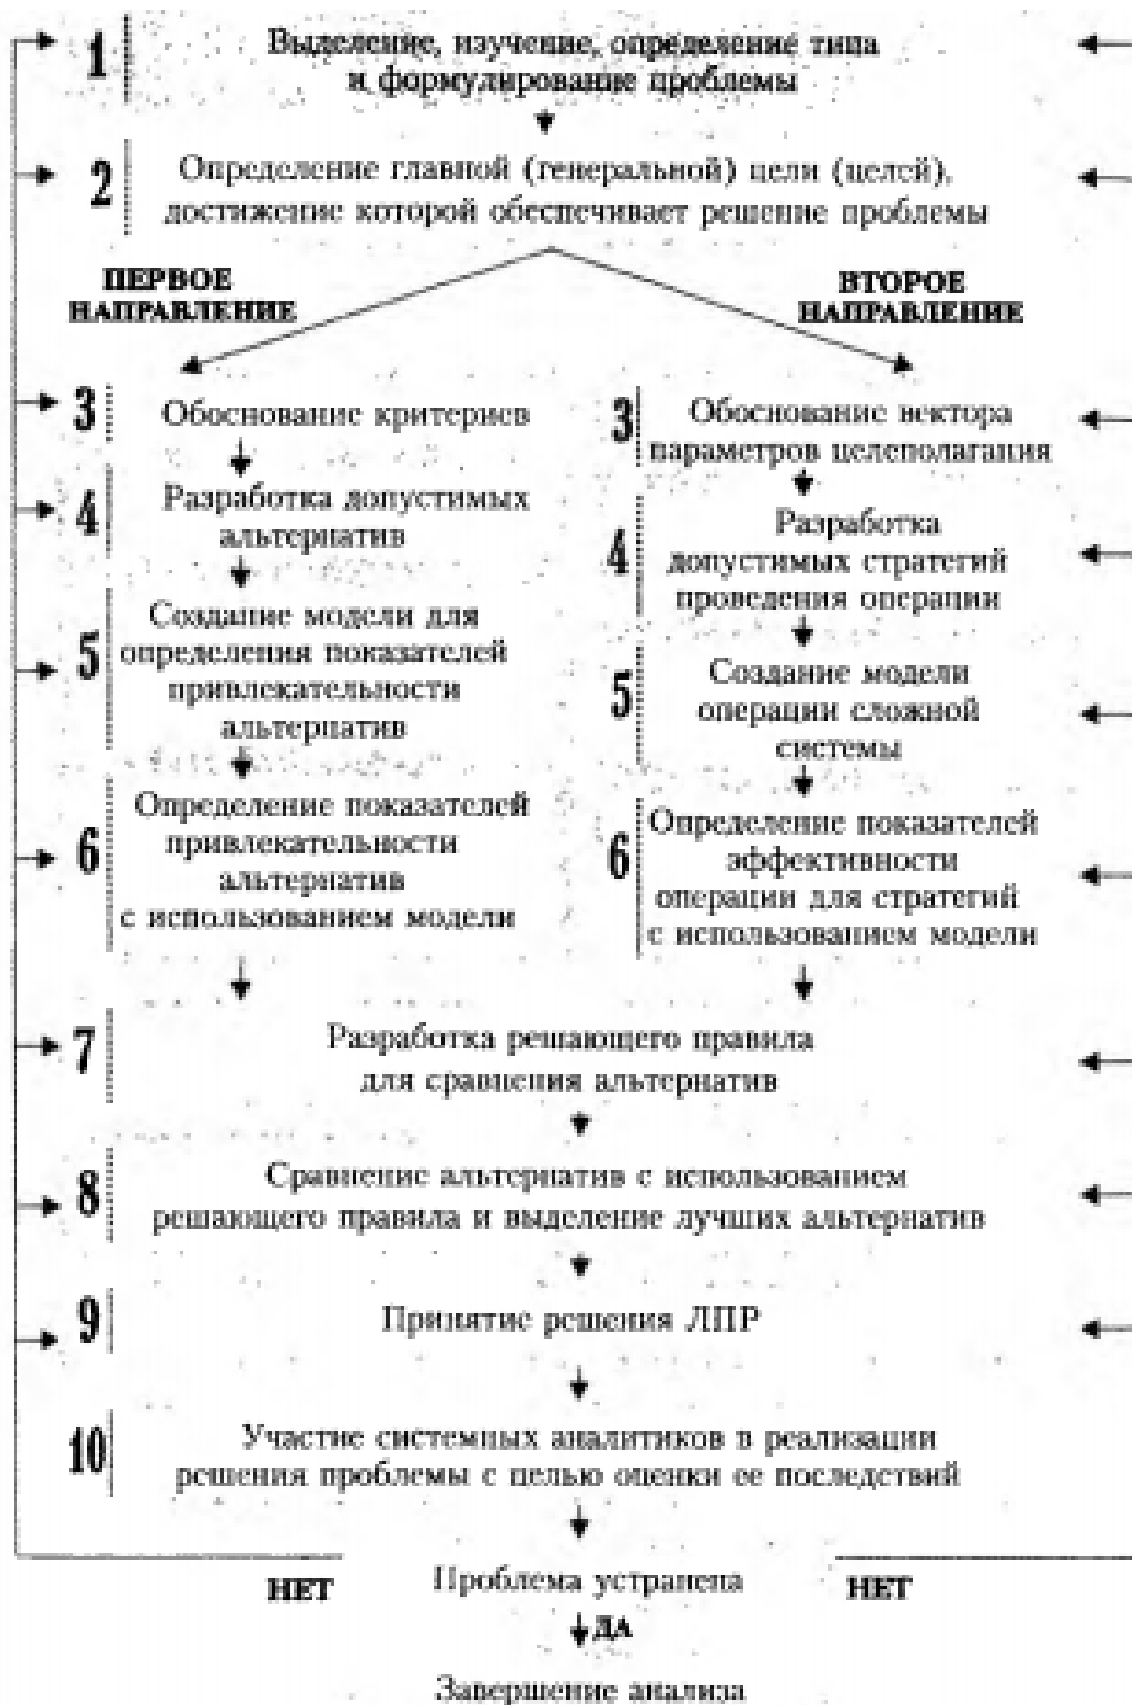 1
Выделение, изучение, определение типа
и формулирование проблемы
2
Определение главной (генеральной) цели (целей),
достижение которой обеспечивает решение проблемы
ПЕРВОЕ
НАПРАВЛЕНИЕ
3
Обоснование критериев
4
Разработка допустимых
альтернатив
5
Создание модели для
определения показателей
привлекательности
альтернатив
6
Определение показателей
привлекательности
альтернатив
с использованием модели
ВТОРОЕ
НАПРАВЛЕНИЕ
3
Обоснование вектора
параметров целеполагания
4
Разработка
допустимых стратегий
проведения операции
5
Создание модели
операции сложной
системы
6
Определение показателей
эффективности
операции для стратегий
с использованием модели
7
Разработка решающего правила
для сравнения альтернатив
8
Сравнение альтернатив с использованием
решающего правила и выделение лучших альтернатив
9
Принятие решения ЛПР
10
Участие системных аналитиков в реализации
решения проблемы с целью оценки ее последствий
НЕТ
Проблема устранена
НЕТ
ДА
Завершение анализа